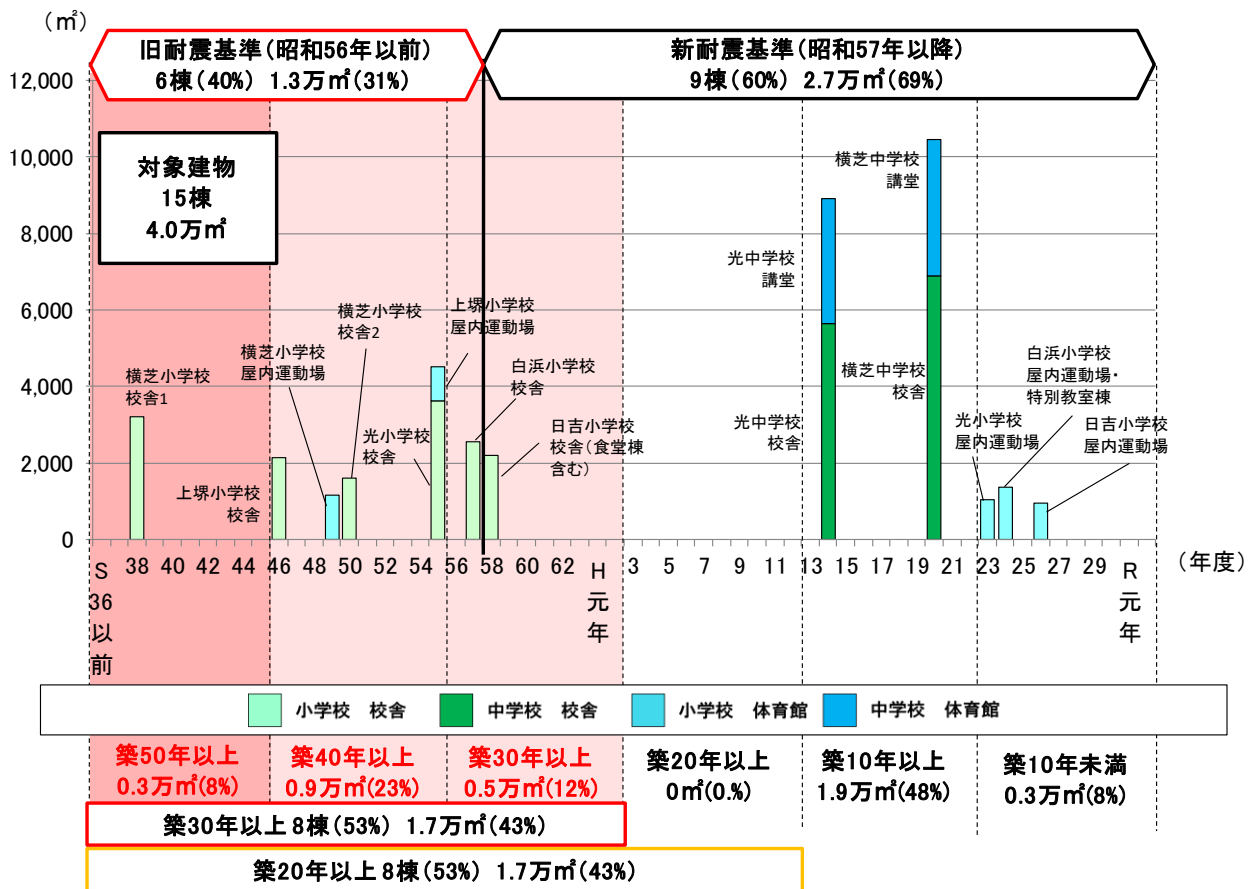 （㎡）
旧耐震基準（昭和56年以前）
6棟（40%）　1.3万㎡（31%）
新耐震基準（昭和57年以降）
9棟（60%）　2.7万㎡（69%）
12,000
10,000
8,000
6,000
4,000
2,000
0
対象建物
15棟
4.0万㎡
横芝小学校
校舎1
上堺小学校
校舎
横芝小学校
屋内運動場
横芝小学校
校舎2
光小学校
校舎
上堺小学校
屋内運動場
白浜小学校
校舎
日吉小学校
校舎（食堂棟
含む）
光中学校
講堂
光中学校
校舎
横芝中学校
講堂
横芝中学校
校舎
光小学校
屋内運動場
白浜小学校
屋内運動場・
特別教室棟
日吉小学校
屋内運動場
S36以前 38 40 42 44 46 48 50 52 54 56 58 60 62 H元年 3 5 7 9 11 13 15 17 19 21 23 25 27 29 R元年
（年度）
小学校　校舎　中学校　校舎　小学校　体育館　中学校　体育館
築50年以上
0.3万㎡(8%)
築40年以上
0.9万㎡(23%)
築30年以上
0.5万㎡(12%)
築20年以上
0㎡(0.%)
築10年以上
1.9万㎡(48%)
築10年未満
0.3万㎡(8%)
築30年以上 8棟（53%）　1.7万㎡（43%）
築20年以上 8棟（53%）　1.7万㎡（43%）